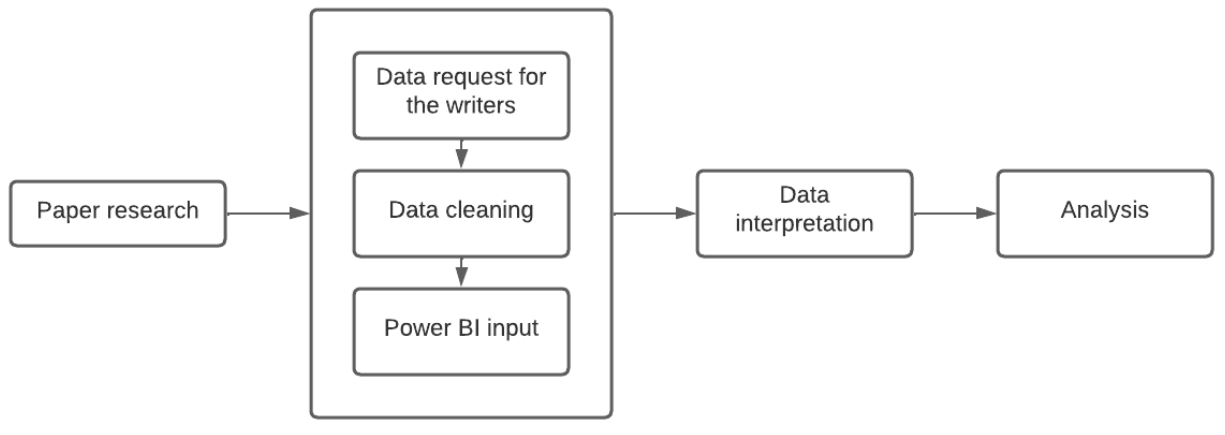 Paper research
Data request for
the writers
Data cleaning
Power BI input
Data
interpretation
Analysis